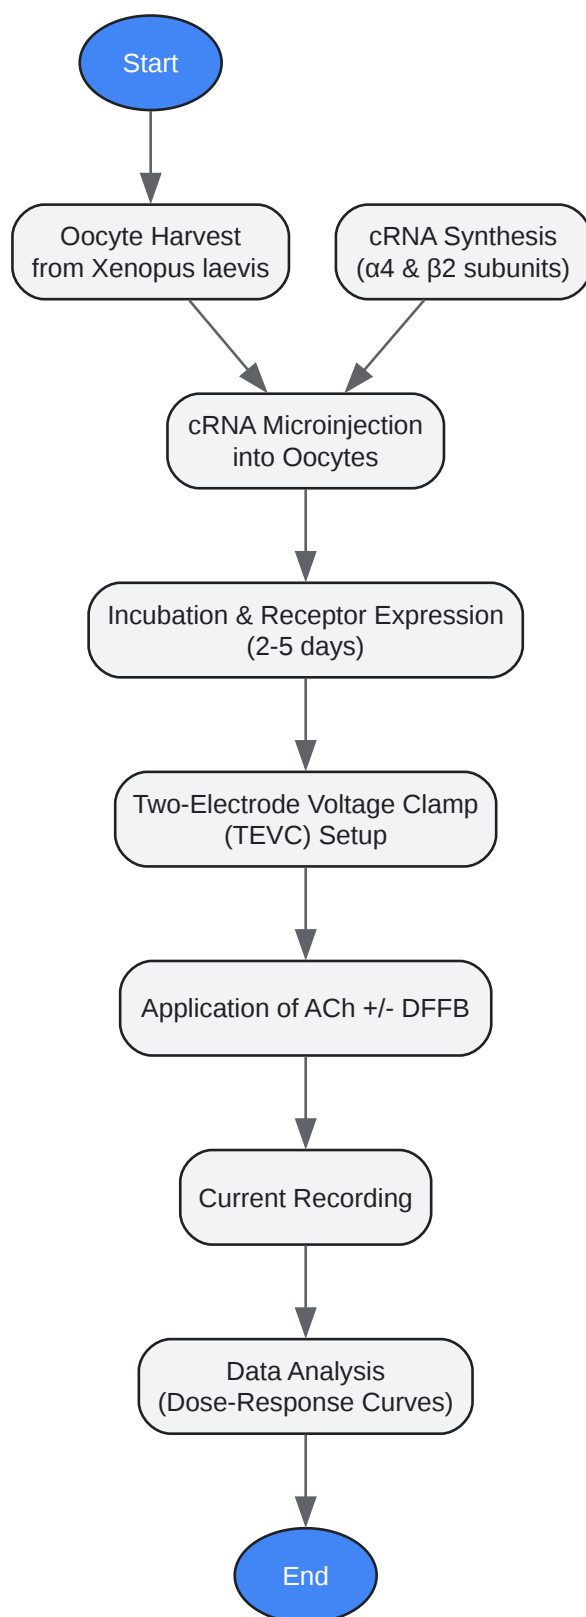 Start
Oocyte Harvest
from Xenopus laevis
cRNA Synthesis
(α4 & β2 subunits)
cRNA Microinjection
into Oocytes
Incubation & Receptor Expression
(2-5 days)
Two-Electrode Voltage Clamp
(TEVC) Setup
Application of ACh +/- DFFB
Current Recording
Data Analysis
(Dose-Response Curves)
End